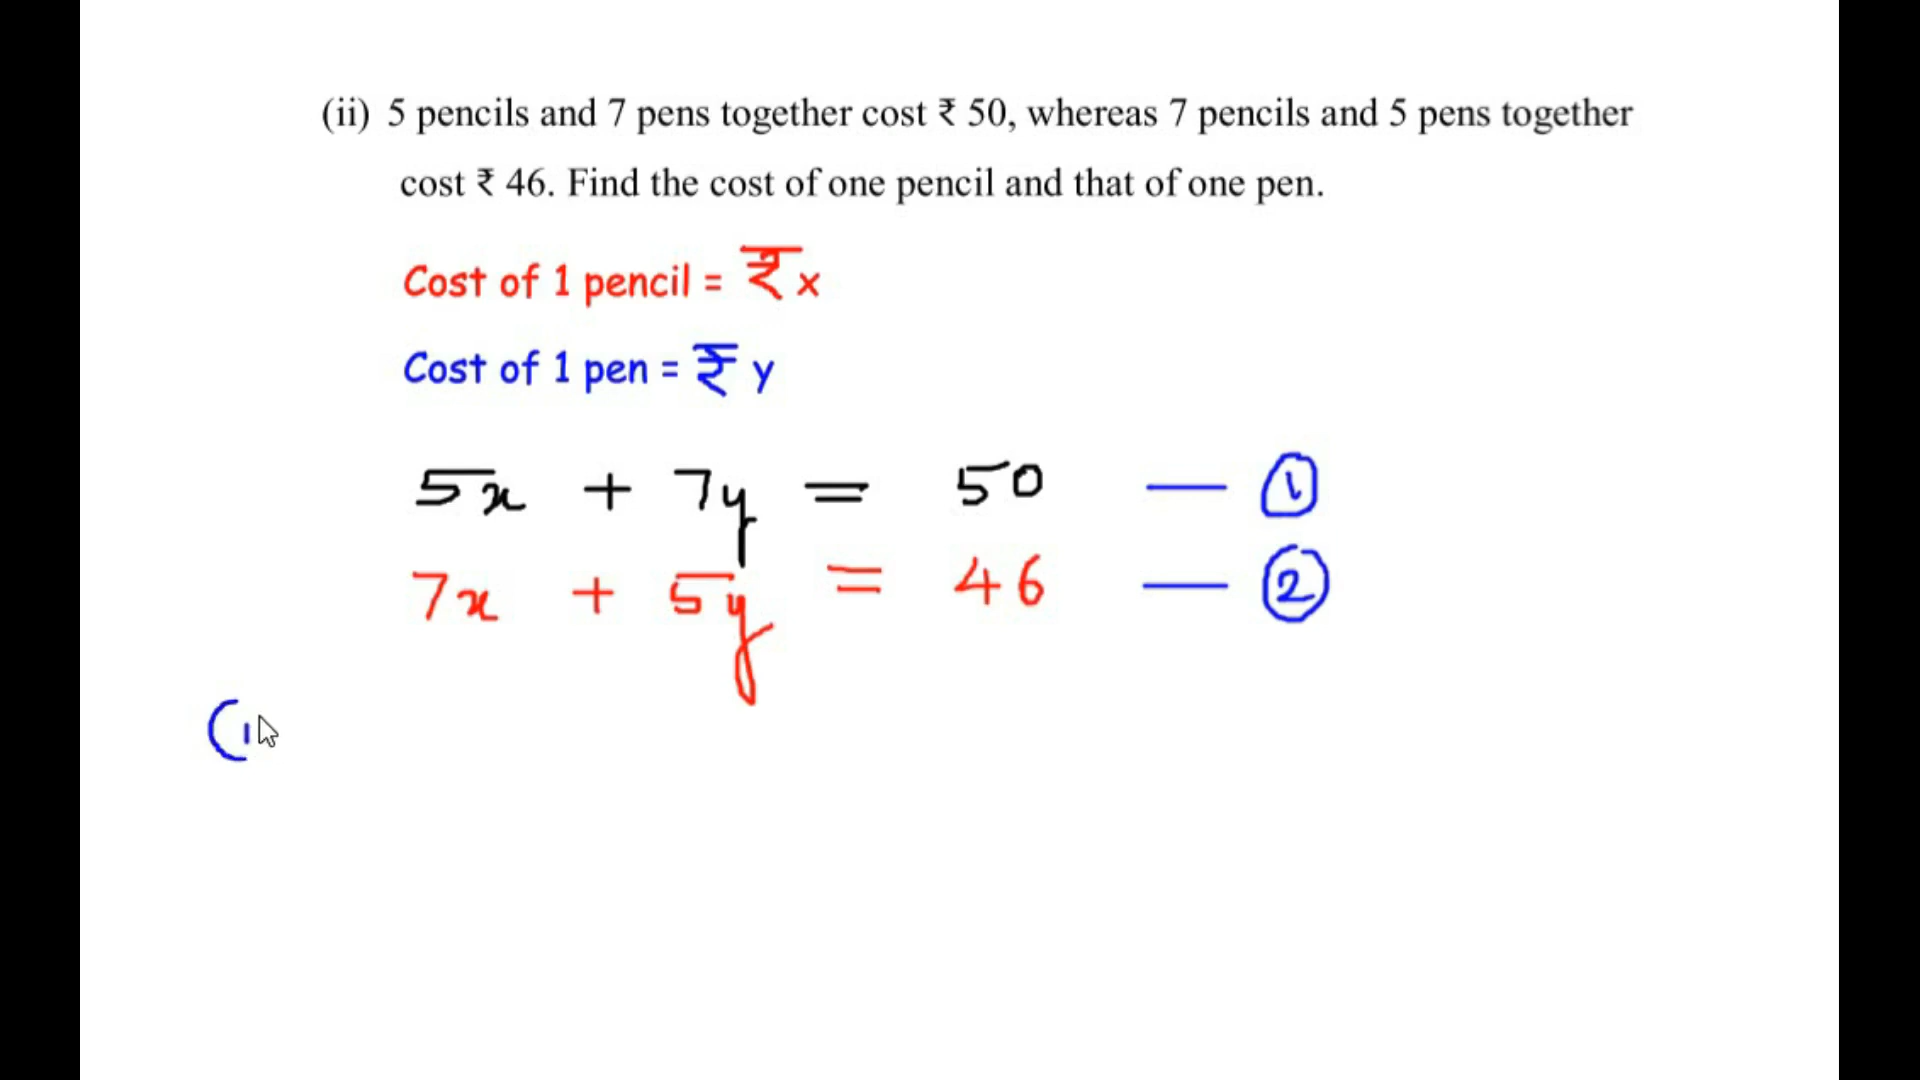 (ii) 5 pencils and 7 pens together cost ₹ 50, whereas 7 pencils and 5 pens together
cost ₹ 46. Find the cost of one pencil and that of one pen.
Cost of 1 pencil = ₹ x
Cost of 1 pen = ₹ y
5x + 7y = 50 — 1
7x + 5y = 46 — 2
(1